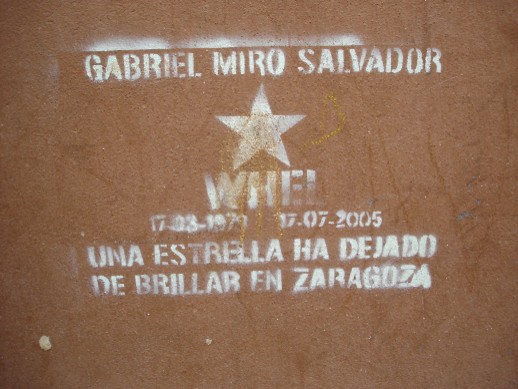 GABRIEL MIRO SALVADOR
WHEL
17-07-2005
UNA ESTRELLA HA DEJADO
DE BRILLAR EN ZARAGOZA